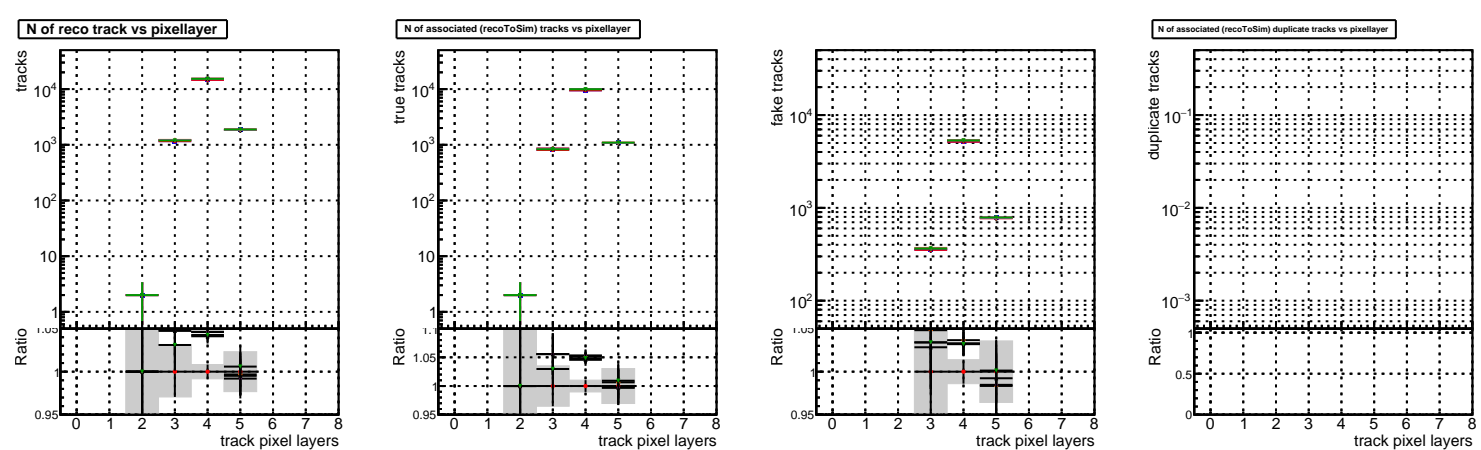 N of reco track vs pixellayer
tracks
10^4
10^3
10^2
10
1
1.05
Ratio
1
0.95
0 1 2 3 4 5 6 7 8
track pixel layers
N of associated (recoToSim) tracks vs pixellayer
true tracks
10^4
10^3
10^2
10
1
1.1
Ratio
1.05
1
0.95
0 1 2 3 4 5 6 7 8
track pixel layers
fake tracks
10^4
10^3
10^2
1.05
Ratio
1
0.95
0 1 2 3 4 5 6 7 8
track pixel layers
N of associated (recoToSim) duplicate tracks vs pixellayer
duplicate tracks
10^−1
10^−2
10^−3
1
Ratio
0.5
0
0 1 2 3 4 5 6 7 8
track pixel layers